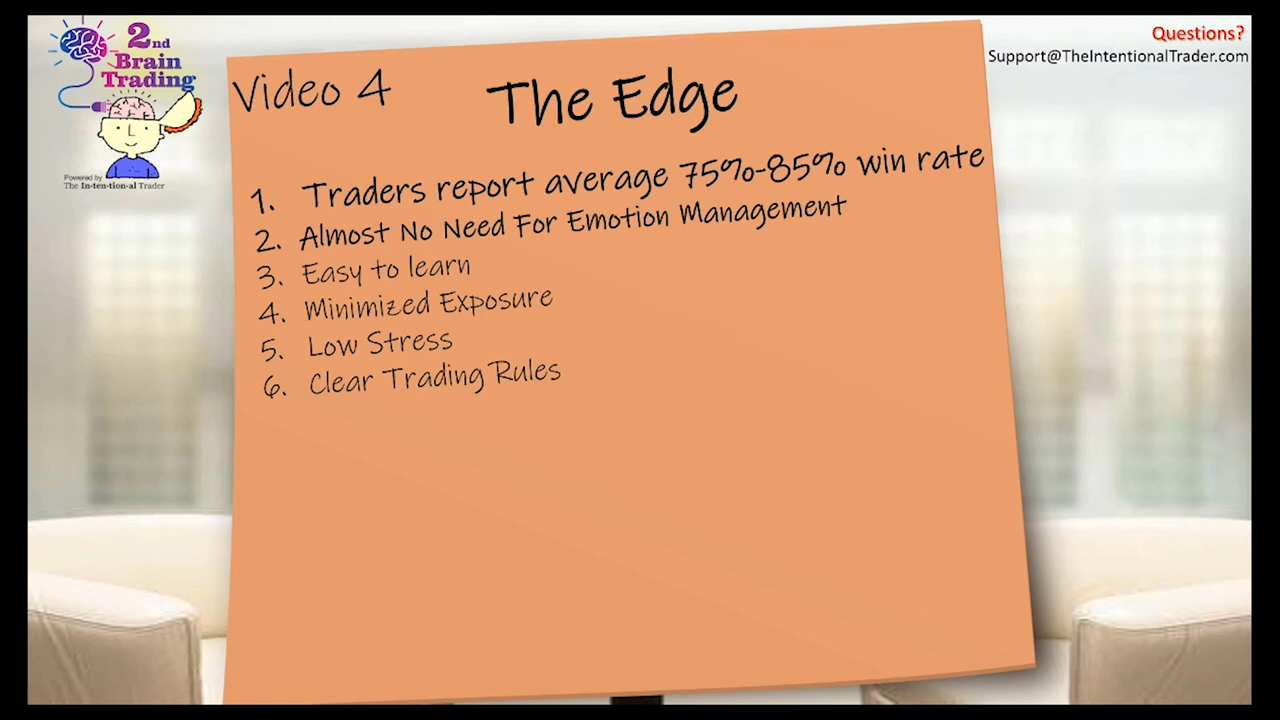 2nd
Brain
Trading
Powered by
The In-ten-tion-al Trader
Questions?
Support@TheIntentionalTrader.com
Video 4
The Edge
1. Traders report average 75%-85% win rate
2. Almost No Need For Emotion Management
3. Easy to learn
4. Minimized Exposure
5. Low Stress
6. Clear Trading Rules